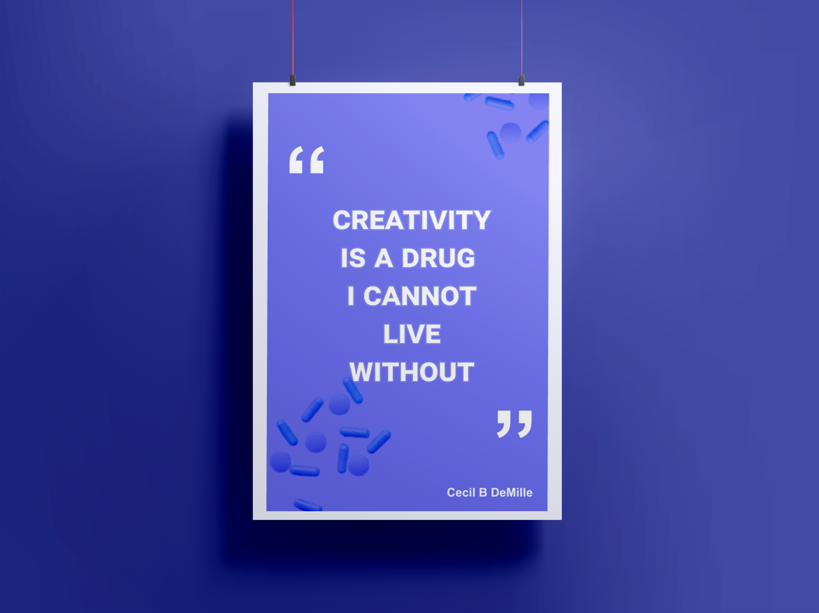 “
CREATIVITY
IS A DRUG
I CANNOT
LIVE
WITHOUT
”
Cecil B DeMille